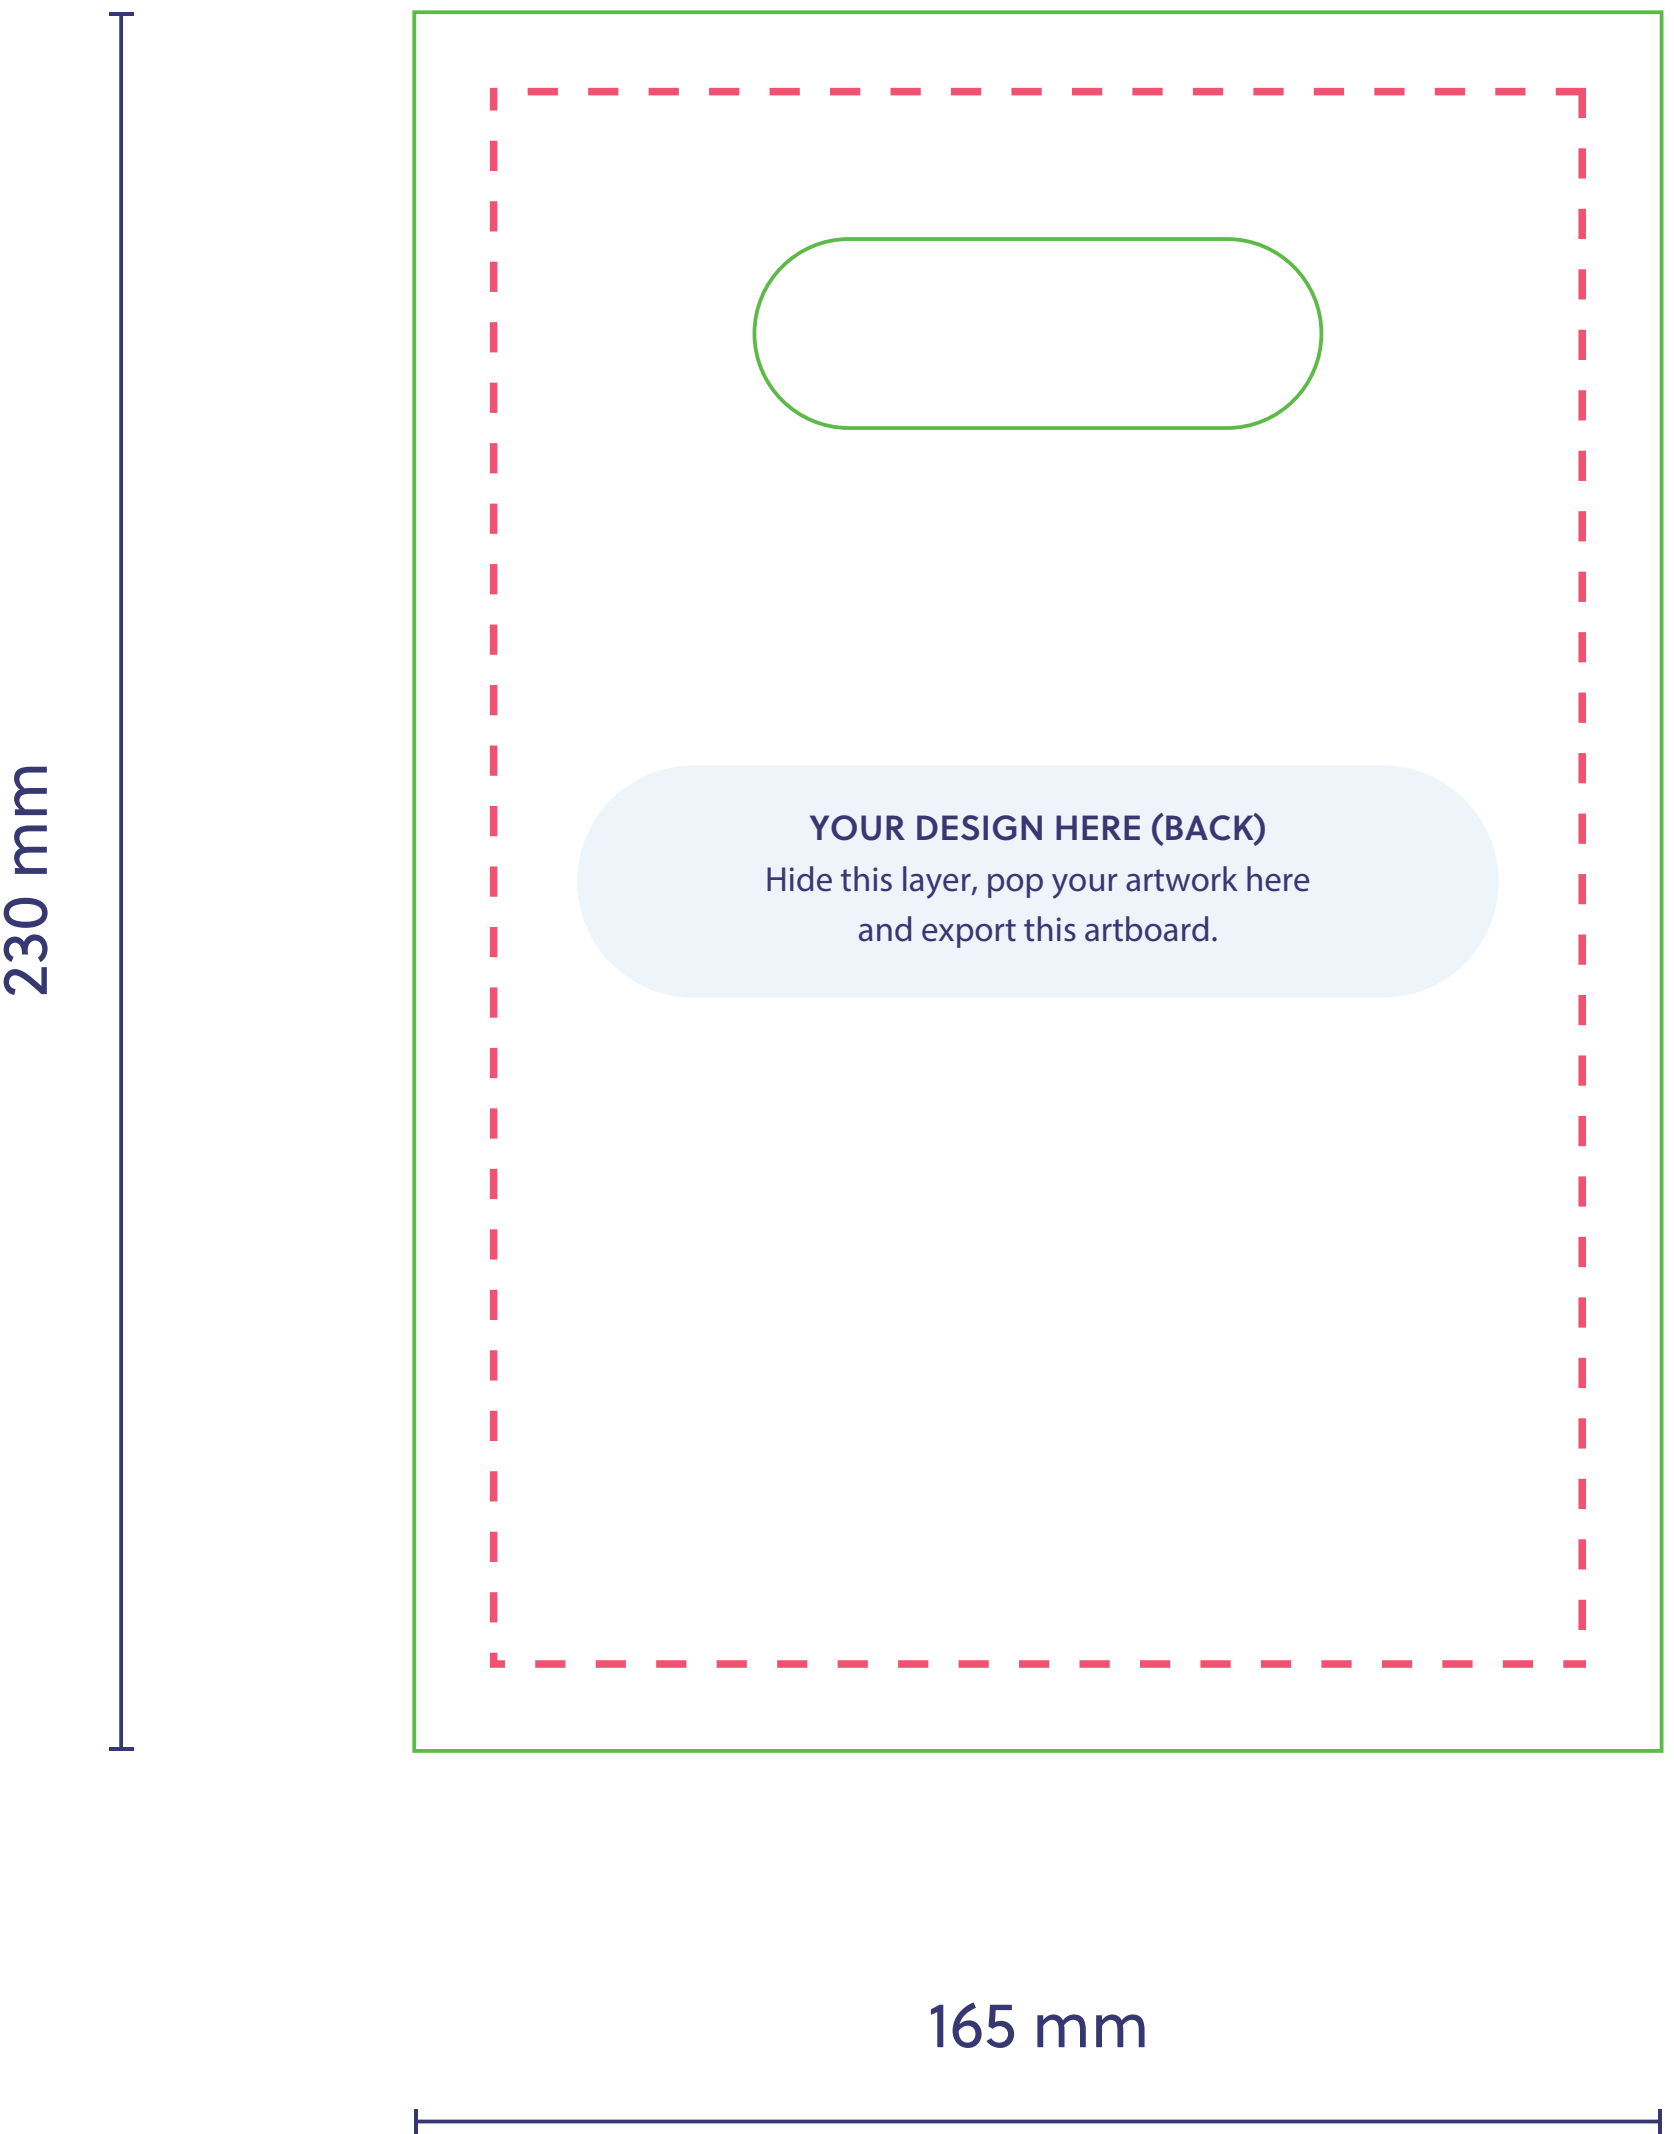 230 mm
YOUR DESIGN HERE (BACK)
Hide this layer, pop your artwork here
and export this artboard.
165 mm